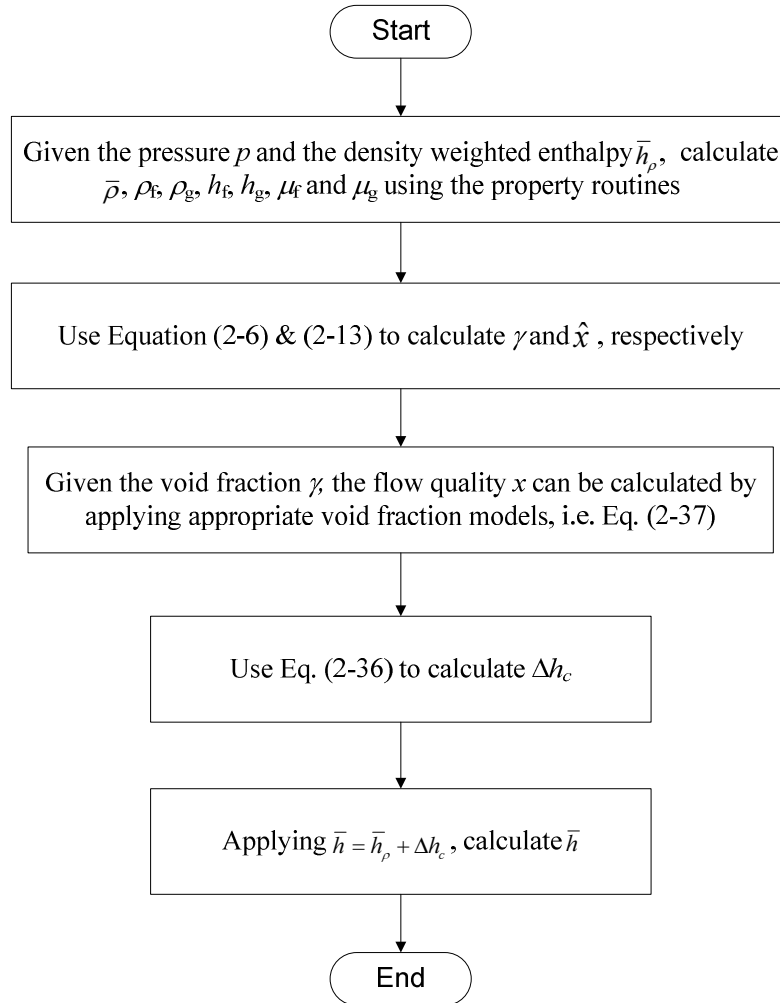 Start
Given the pressure p and the density weighted enthalpy h̄ρ, calculate
ρ̄, ρf, ρg, hf, hg, μf and μg using the property routines
Use Equation (2-6) & (2-13) to calculate γ and x̂ , respectively
Given the void fraction γ, the flow quality x can be calculated by
applying appropriate void fraction models, i.e. Eq. (2-37)
Use Eq. (2-36) to calculate Δhc
Applying h̄ = h̄ρ + Δhc , calculate h̄
End